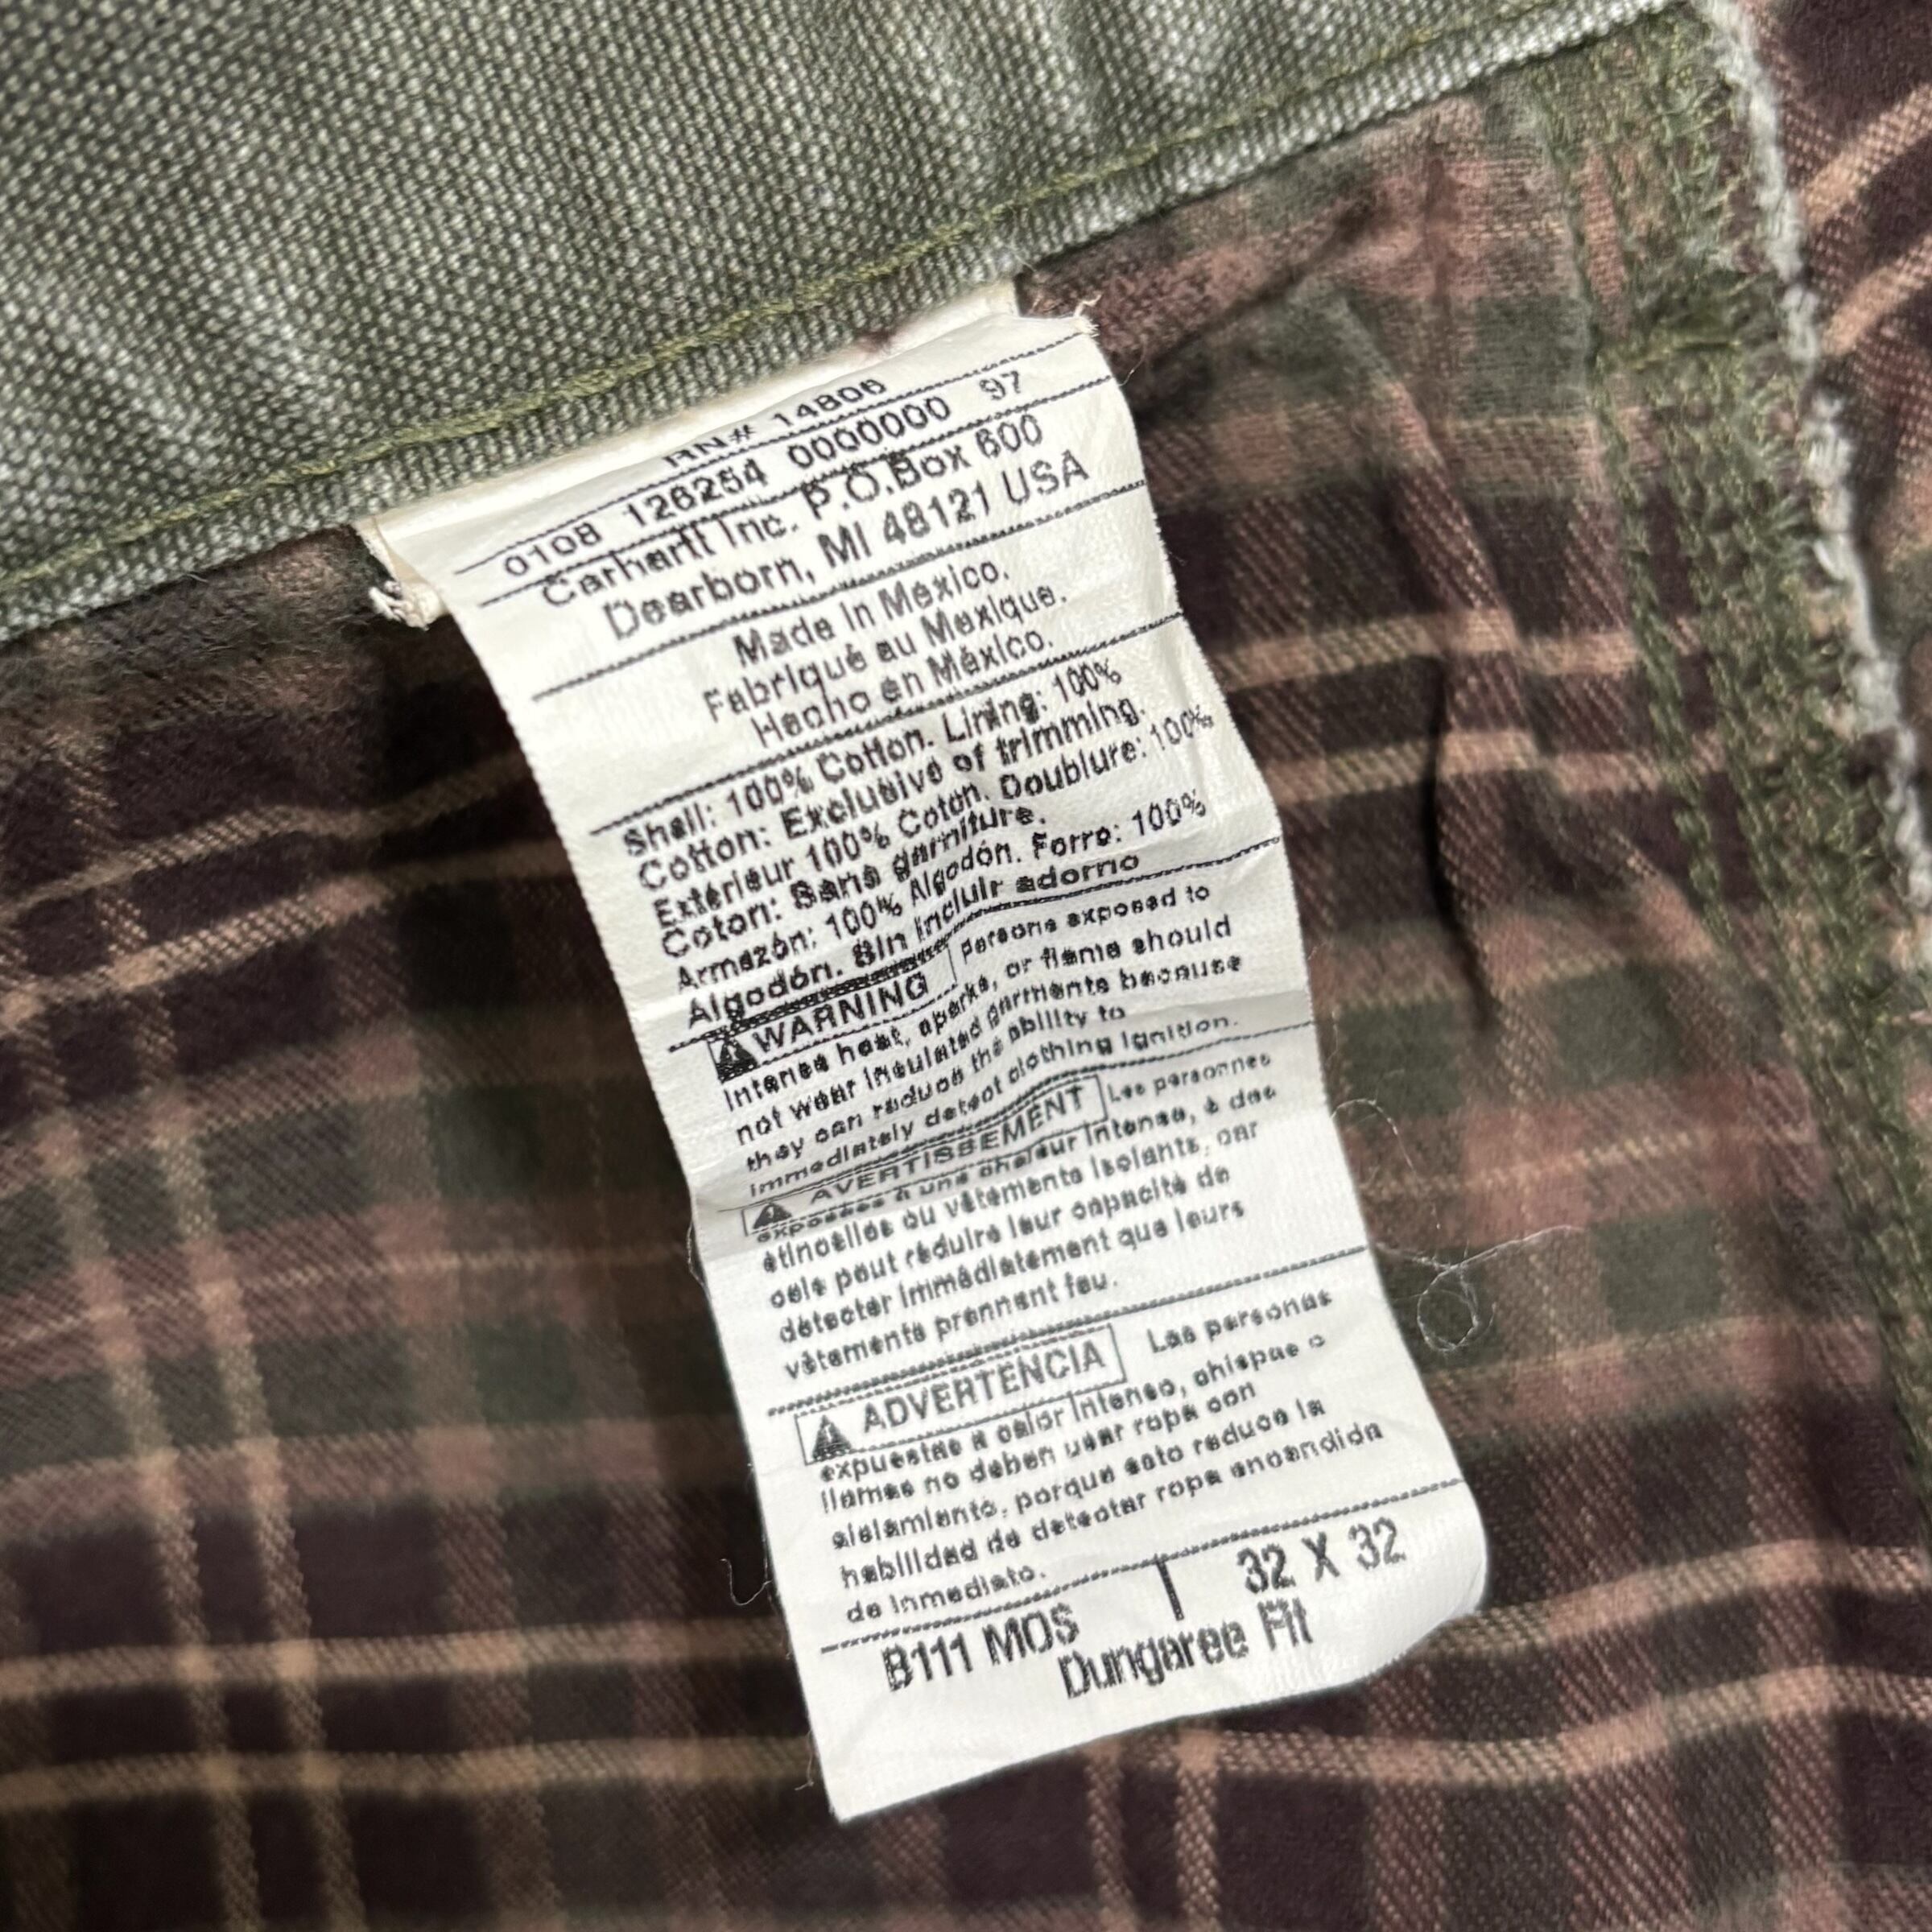 RN# 14806
0108 126254 0000000 97
Carhartt Inc. P.O.Box 600
Dearborn, MI 48121 USA
Made in Mexico.
Fabriqué au Mexique.
Hecho en México.
Shell: 100% Cotton. Lining: 100%
Cotton: Exclusive of trimming.
Extérieur 100% Coton. Doublure: 100%
Coton: Sans garniture.
Armazón: 100% Algodón. Forro: 100%
Algodón. Sin incluir adorno
WARNING Persons exposed to
intense heat, sparks, or flame should
not wear insulated garments because
they can reduce the ability to
immediately detect clothing ignition.
AVERTISSEMENT Les personnes
exposées à une chaleur intense, à des
étincelles ou vêtements isolants, car
cela peut réduire leur capacité de
détecter immédiatement que leurs
vêtements prennent feu.
ADVERTENCIA Las personas
expuestas a calor intenso, chispas o
llamas no deben usar ropa con
aislamiento, porque esto reduce la
habilidad de detectar ropa encendida
de inmediato.
B111 MOS 32 X 32
Dungaree Fit